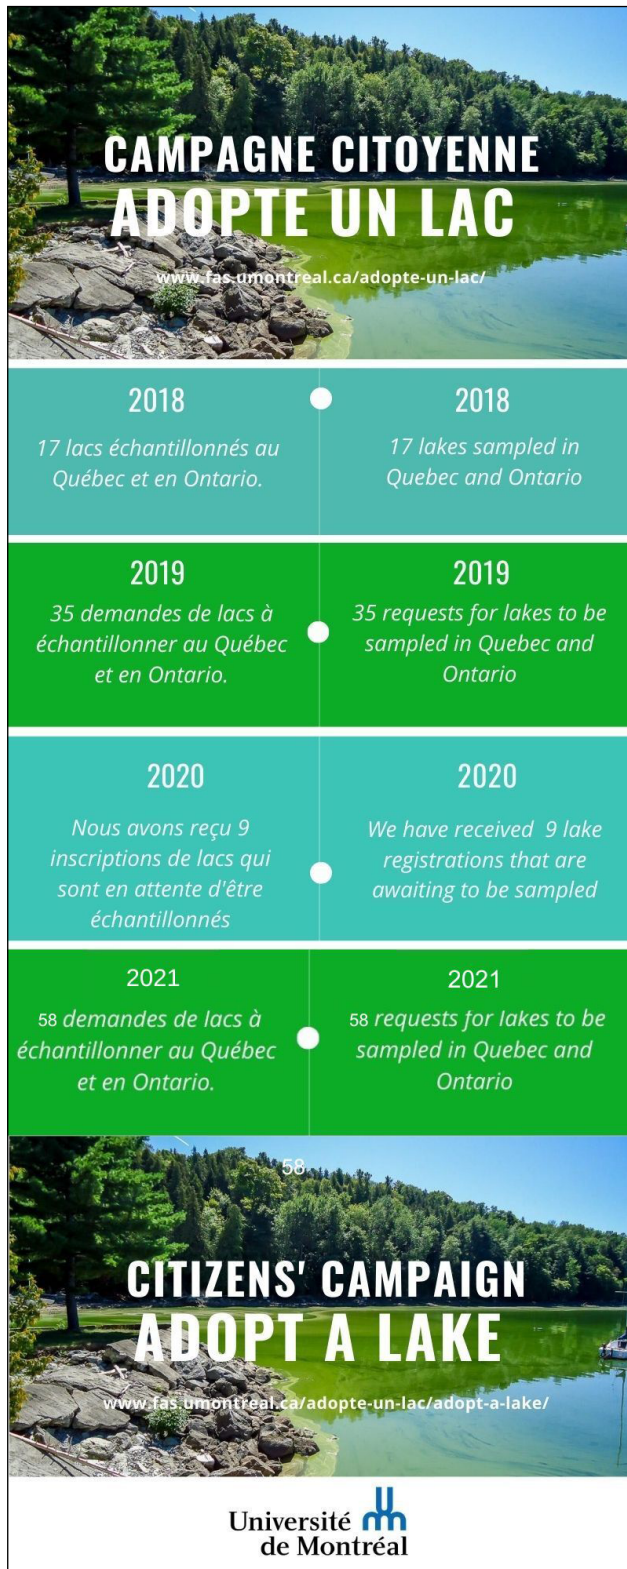 CAMPAGNE CITOYENNE
ADOPTE UN LAC
www.fas.umontreal.ca/adopte-un-lac/
2018
17 lacs échantillonnés au
Québec et en Ontario.
2018
17 lakes sampled in
Quebec and Ontario
2019
35 demandes de lacs à
échantillonner au Québec
et en Ontario.
2019
35 requests for lakes to be
sampled in Quebec and
Ontario
2020
Nous avons reçu 9
inscriptions de lacs qui
sont en attente d'être
échantillonnés
2020
We have received 9 lake
registrations that are
awaiting to be sampled
2021
58 demandes de lacs à
échantillonner au Québec
et en Ontario.
2021
58 requests for lakes to be
sampled in Quebec and
Ontario
58
CITIZENS' CAMPAIGN
ADOPT A LAKE
www.fas.umontreal.ca/adopte-un-lac/adopt-a-lake/
Université
de Montréal